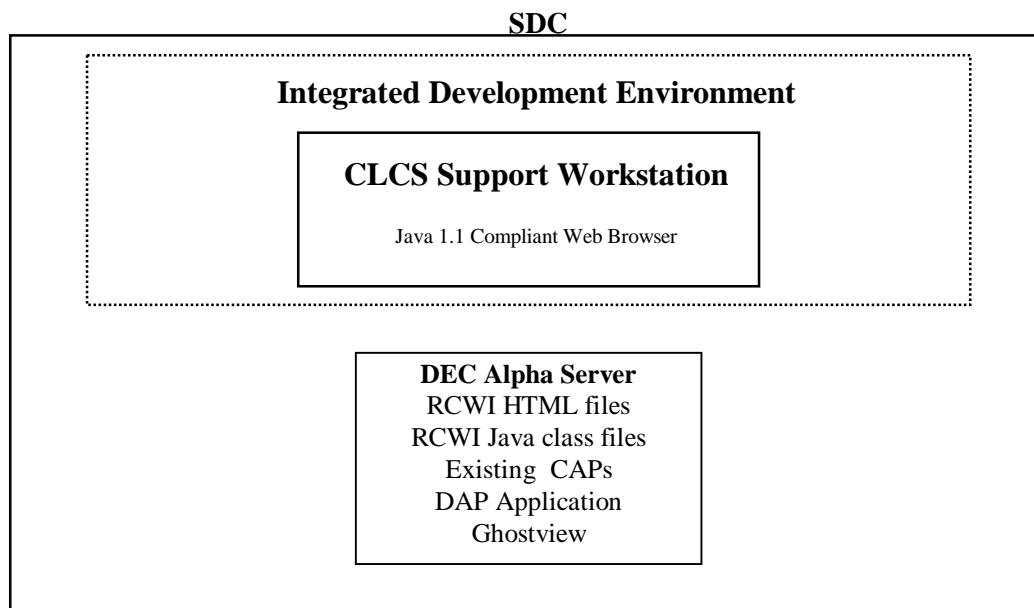 SDC
Integrated Development Environment
CLCS Support Workstation
Java 1.1 Compliant Web Browser
DEC Alpha Server
RCWI HTML files
RCWI Java class files
Existing CAPs
DAP Application
Ghostview